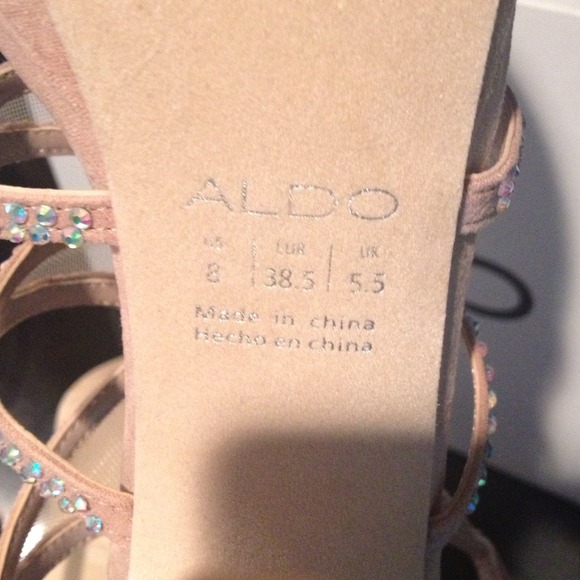 ALDO
US EUR UK
8 38.5 5.5
Made in china
Hecho en china